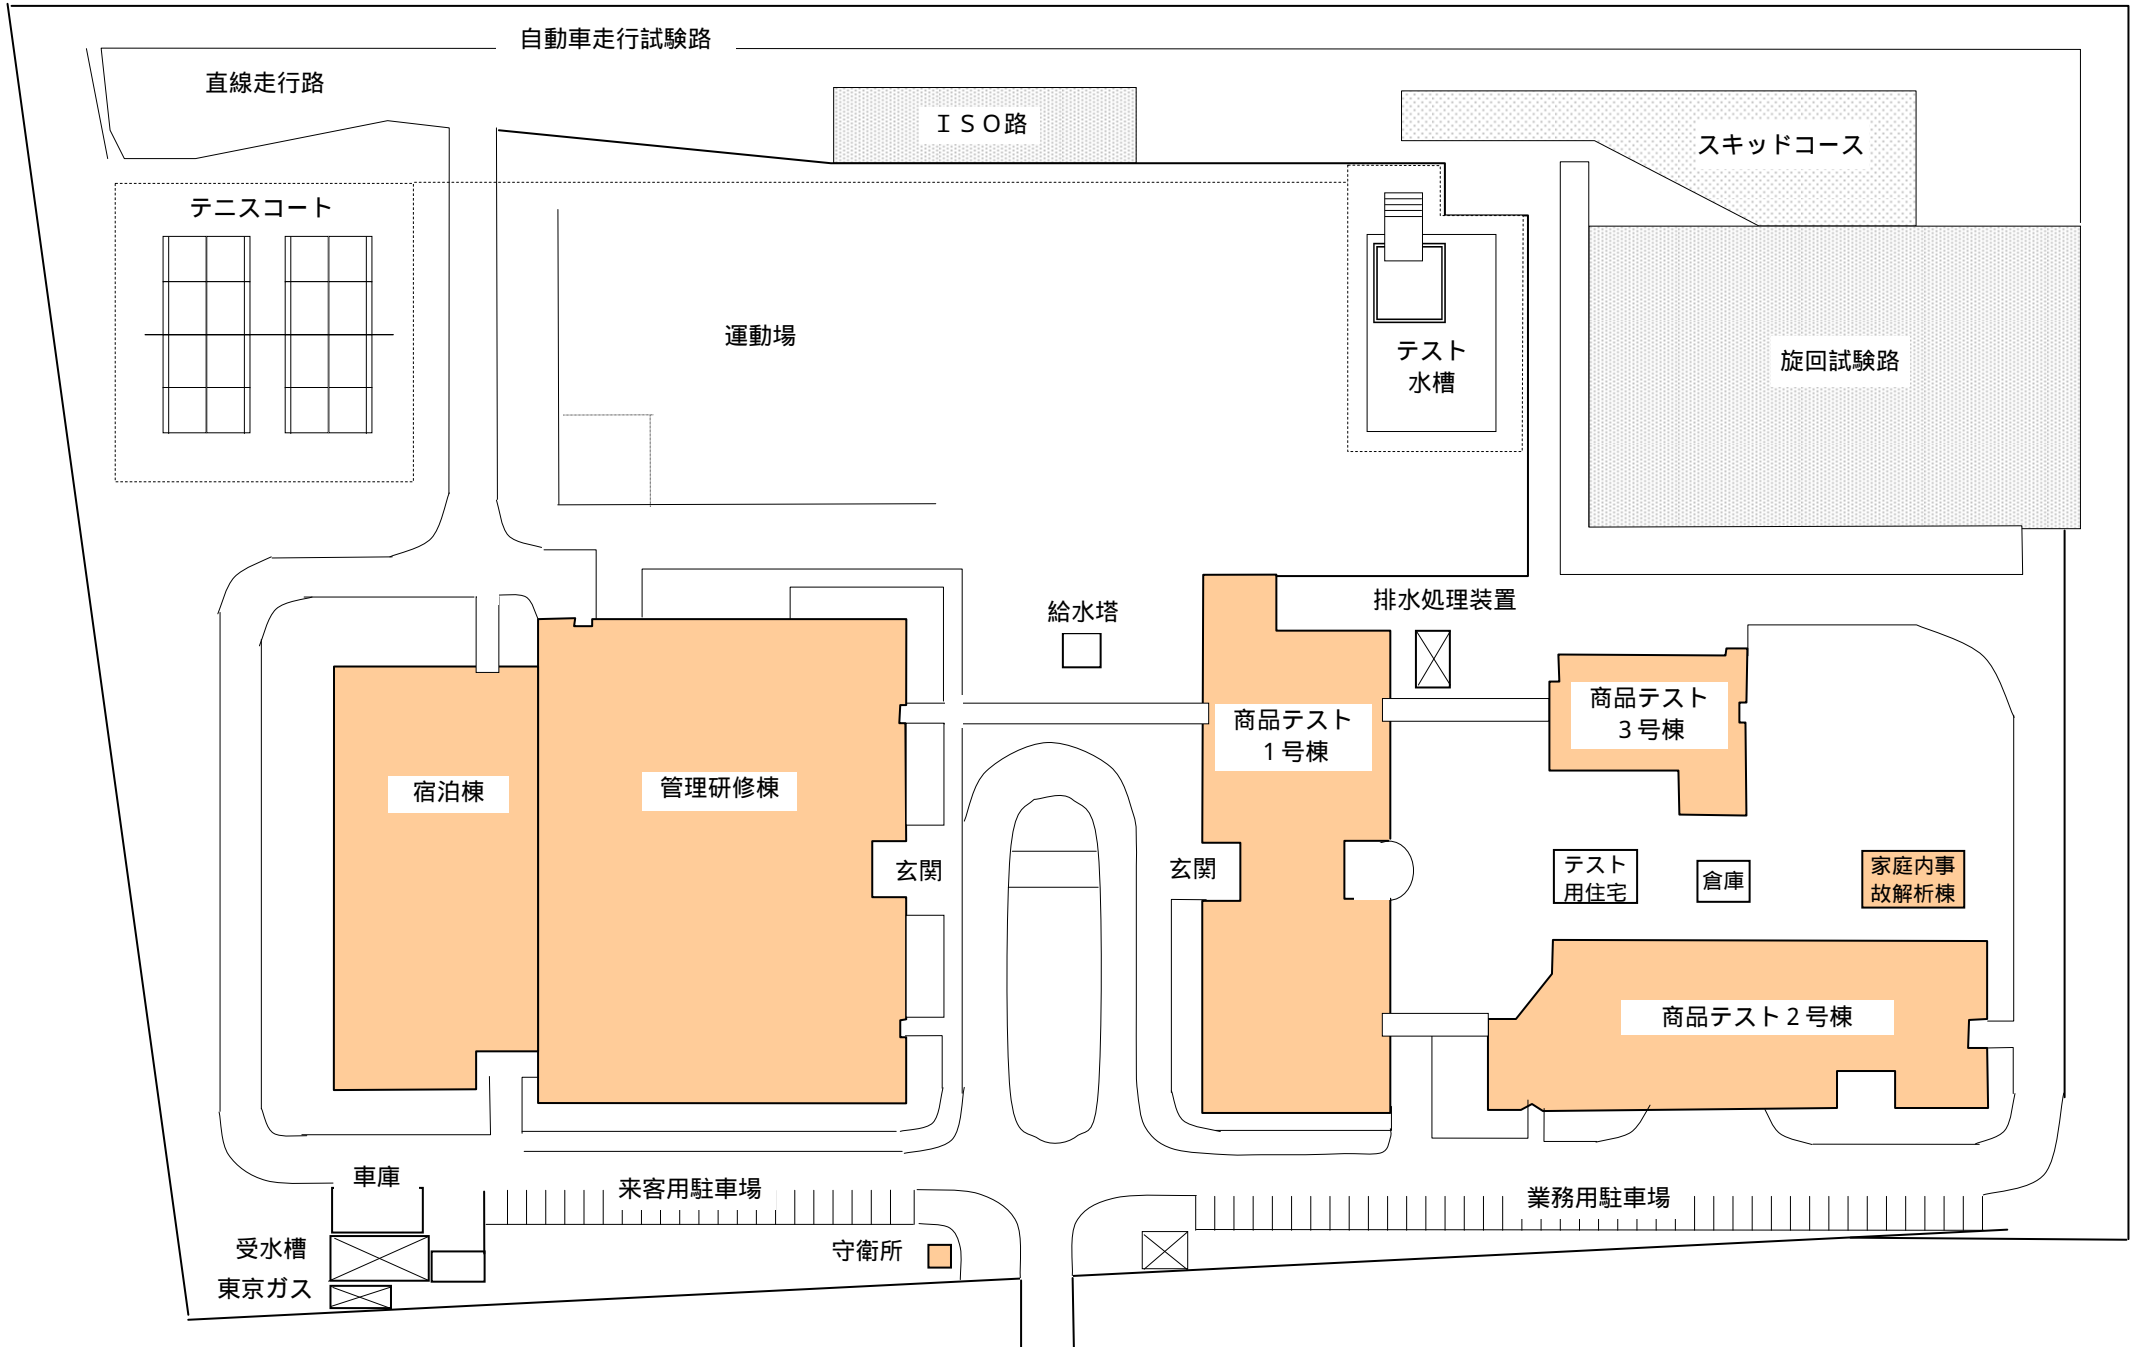 自動車走行試験路
直線走行路
ＩＳＯ路
スキッドコース
テニスコート
運動場
テスト
水槽
旋回試験路
給水塔
排水処理装置
商品テスト
３号棟
商品テスト
１号棟
宿泊棟
管理研修棟
玄関
玄関
テスト
用住宅
倉庫
家庭内事
故解析棟
商品テスト２号棟
車庫
来客用駐車場
業務用駐車場
受水槽
守衛所
東京ガス